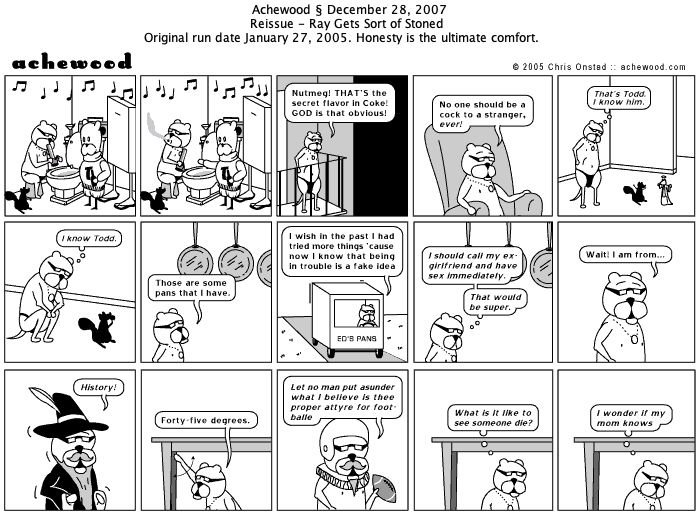 Achewood § December 28, 2007
Reissue - Ray Gets Sort of Stoned
Original run date January 27, 2005. Honesty is the ultimate comfort.
achewood
© 2005 Chris Onstad :: achewood.com
Nutmeg! THAT'S the
secret flavor in Coke!
GOD is that obvious!
No one should be a
cock to a stranger,
ever!
That's Todd.
I know him.
I know Todd.
Those are some
pans that I have.
I wish in the past I had
tried more things 'cause
now I know that being
in trouble is a fake idea
ED'S PANS
I should call my ex-
girlfriend and have
sex immediately.
That would
be super.
Wait! I am from...
History!
Forty-five degrees.
Let no man put asunder
what I believe is thee
proper attyre for foot-
balle
What is it like to
see someone die?
I wonder if my
mom knows